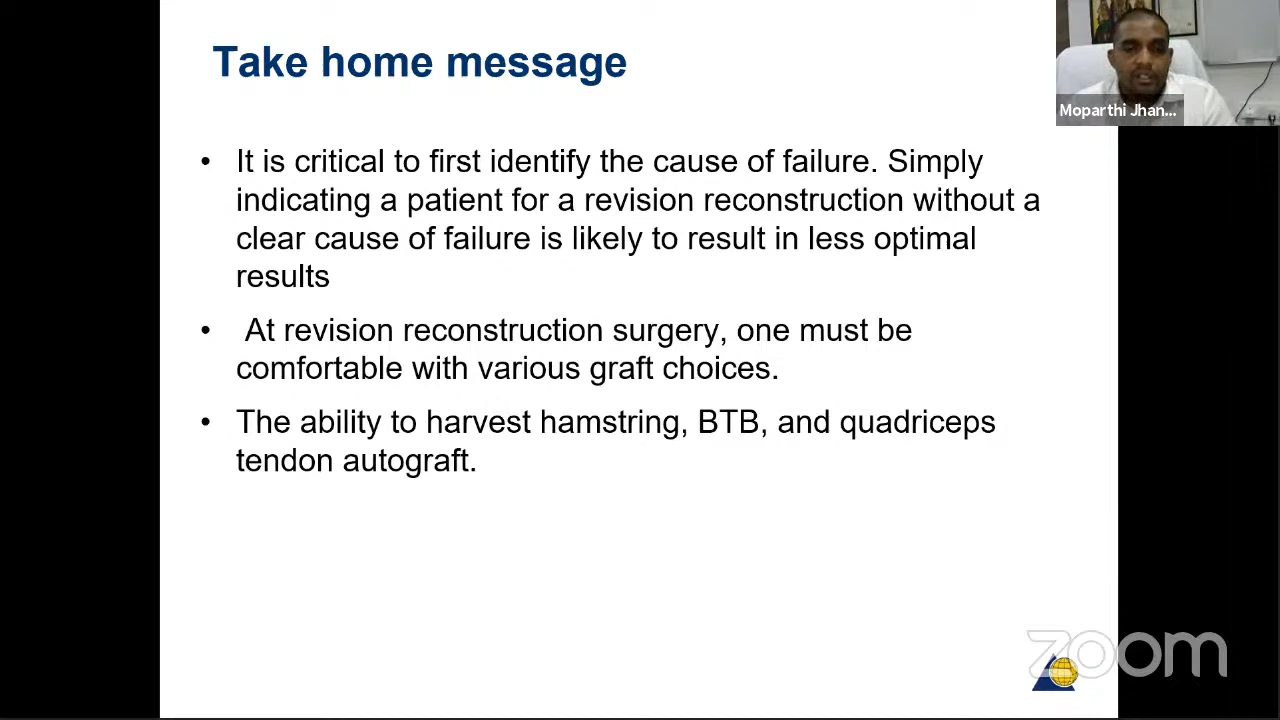 Take home message
Moparthi Jhan...
• It is critical to first identify the cause of failure. Simply
indicating a patient for a revision reconstruction without a
clear cause of failure is likely to result in less optimal
results
• At revision reconstruction surgery, one must be
comfortable with various graft choices.
• The ability to harvest hamstring, BTB, and quadriceps
tendon autograft.
zoom